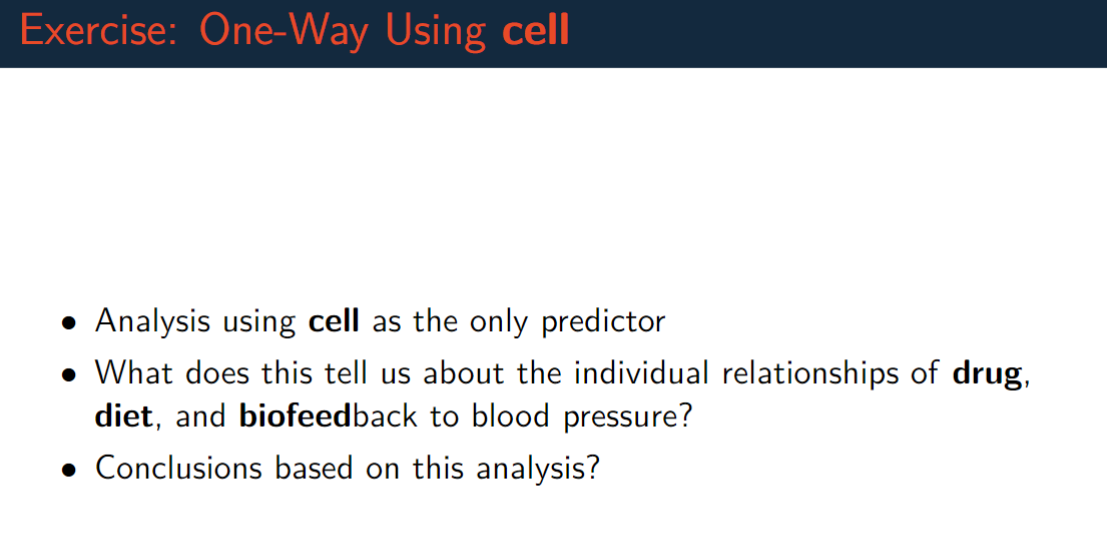 Exercise: One-Way Using cell
• Analysis using cell as the only predictor
• What does this tell us about the individual relationships of drug,
diet, and biofeedback to blood pressure?
• Conclusions based on this analysis?